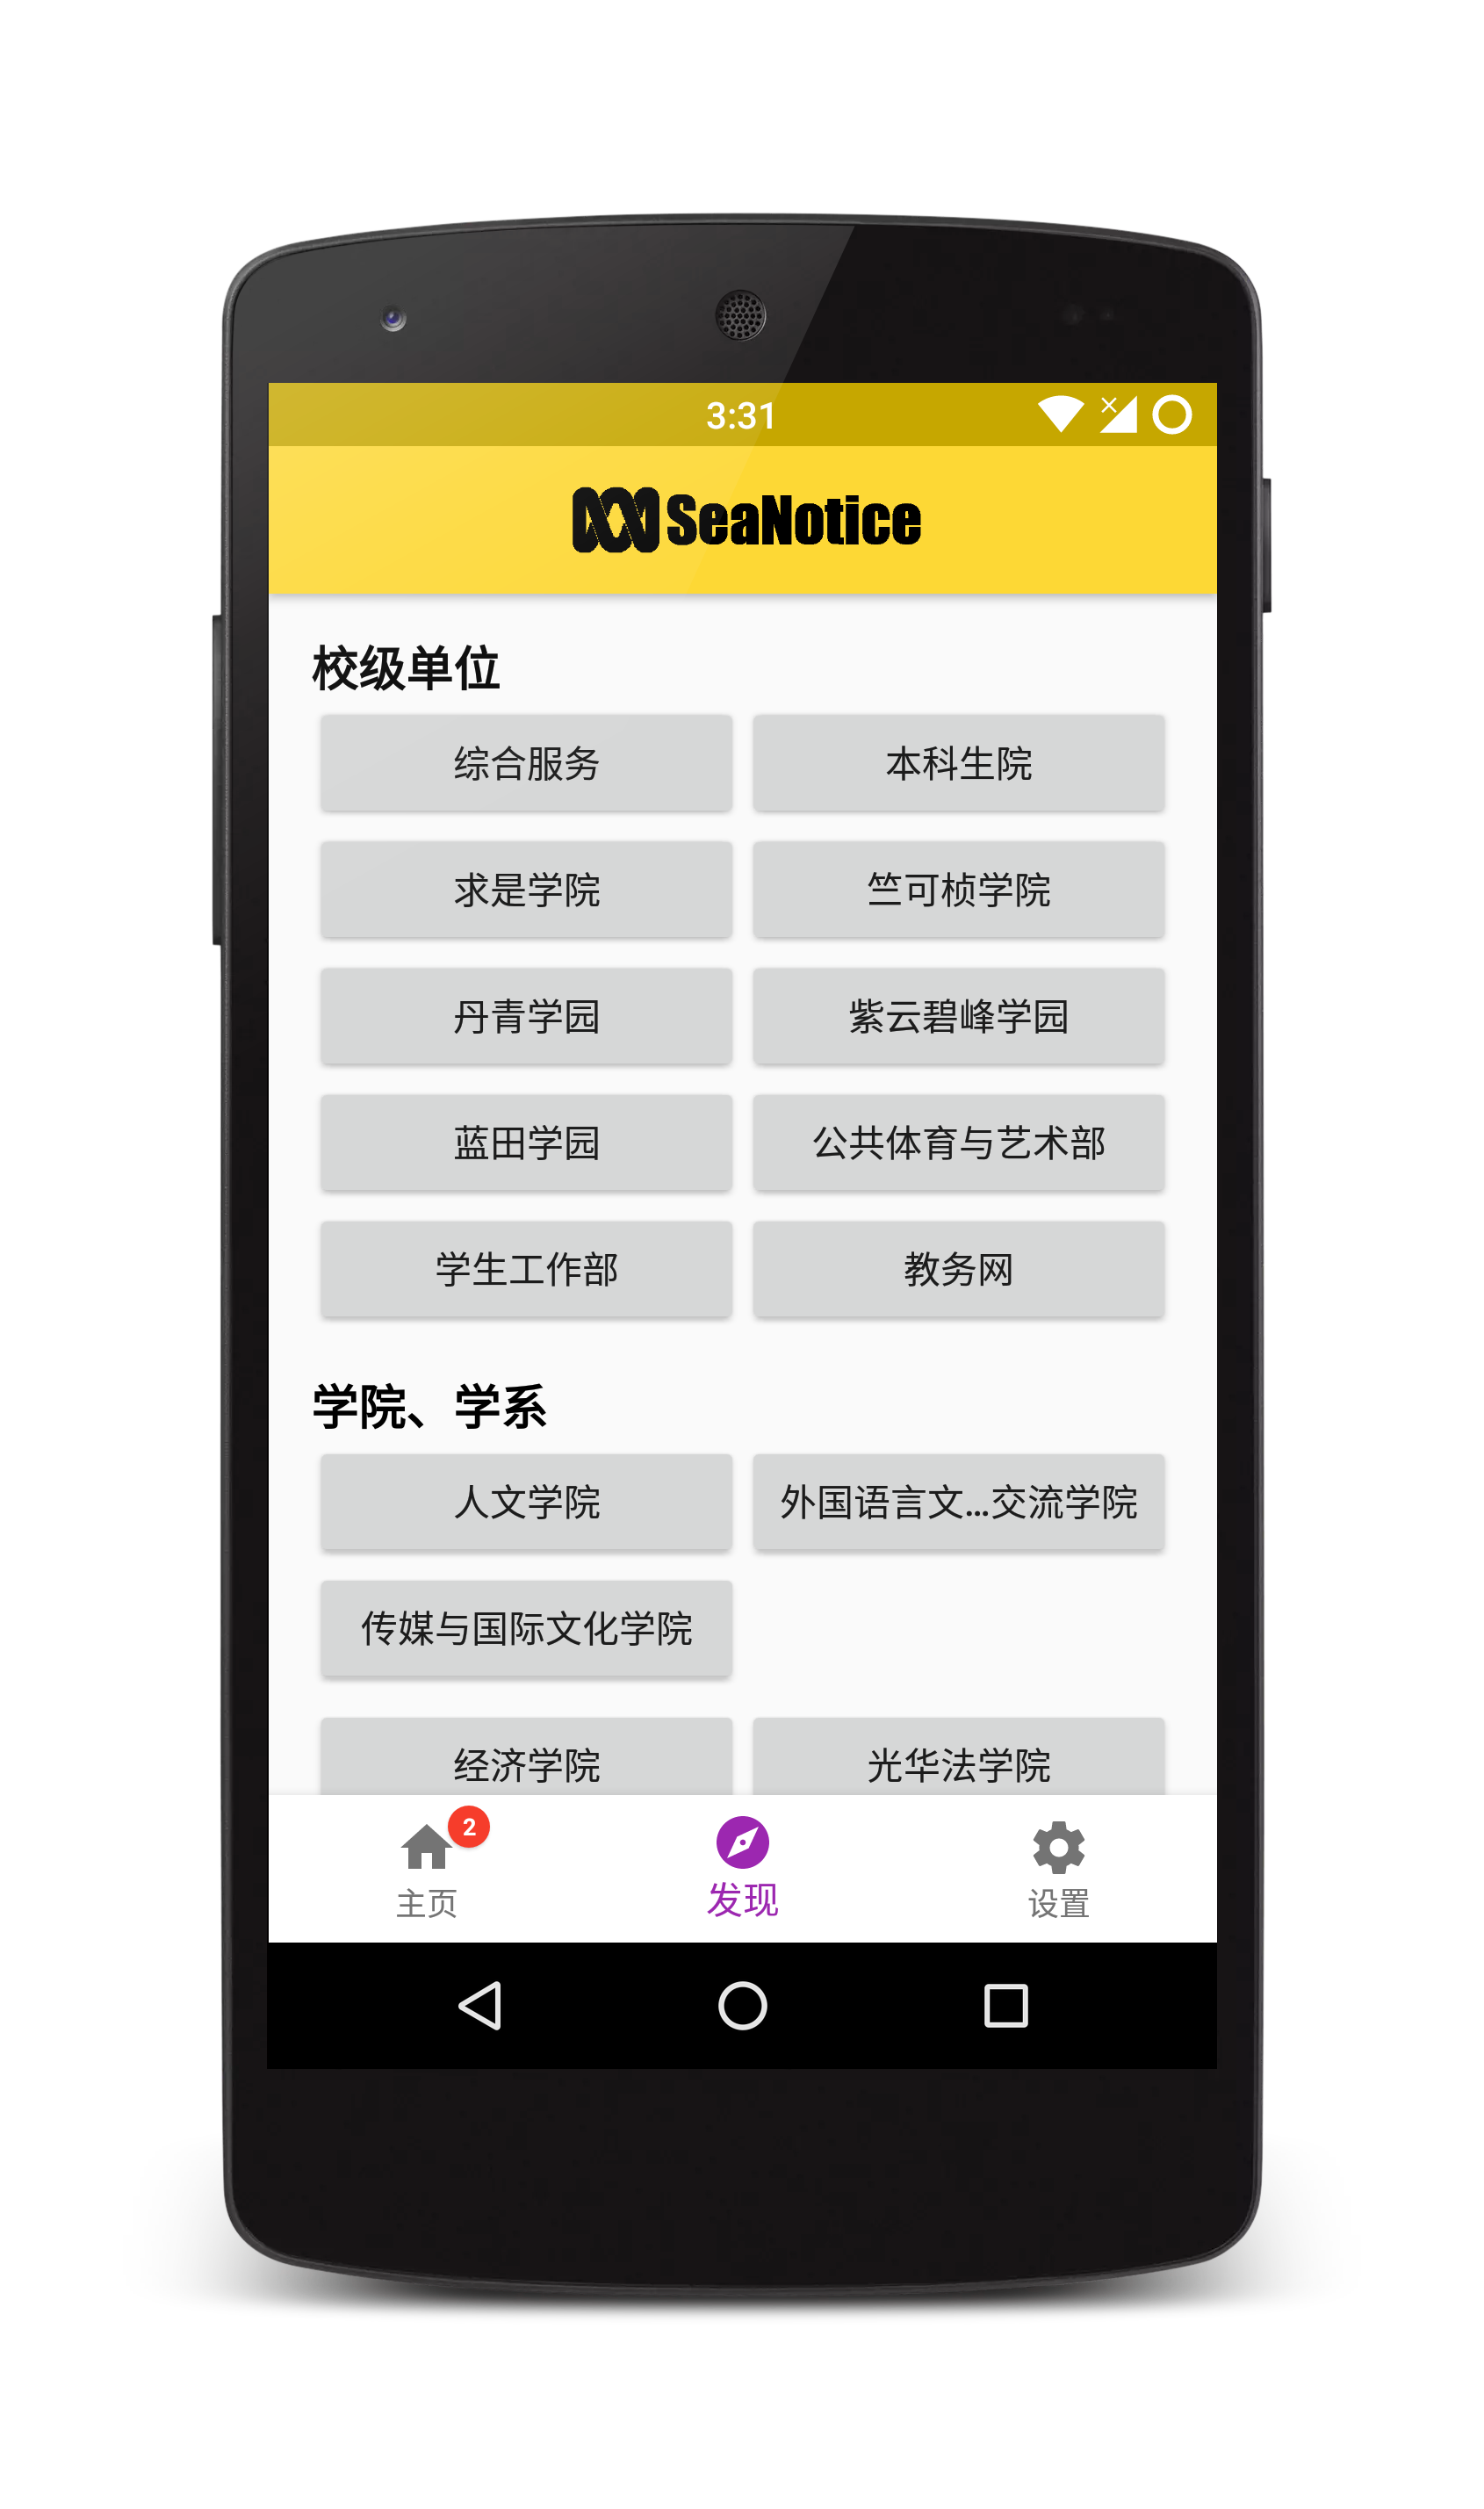 3:31
SeaNotice
校级单位
综合服务 本科生院
求是学院 竺可桢学院
丹青学园 紫云碧峰学园
蓝田学园 公共体育与艺术部
学生工作部 教务网
学院、学系
人文学院 外国语言文...交流学院
传媒与国际文化学院
经济学院 光华法学院
2
主页 发现 设置